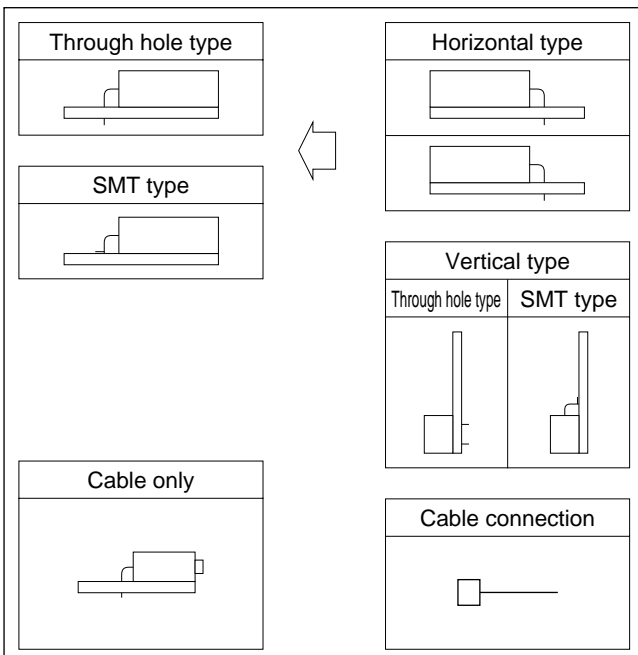 Through hole type
SMT type
Cable only
Horizontal type
Vertical type
Through hole type
SMT type
Cable connection